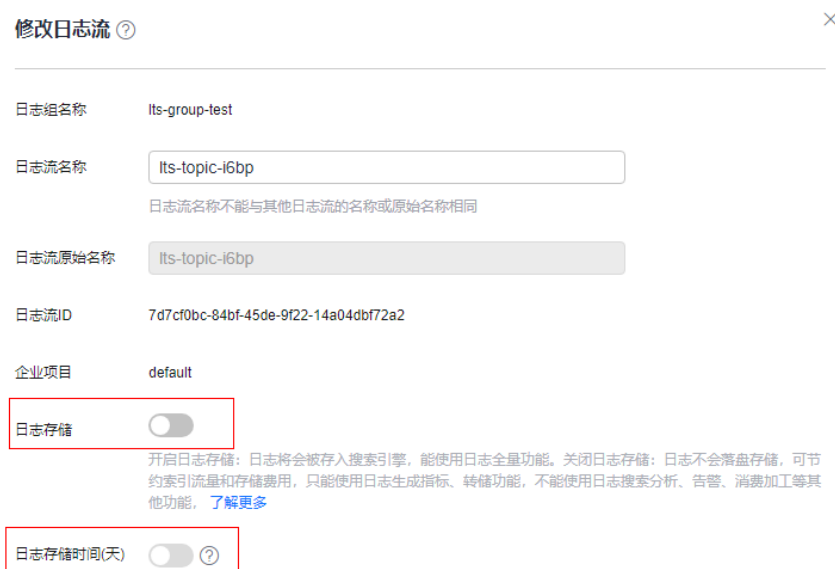 修改日志流 ?
日志组名称 lts-group-test
日志流名称 lts-topic-i6bp
日志流名称不能与其他日志流的名称或原始名称相同
日志流原始名称 lts-topic-i6bp
日志流ID 7d7cf0bc-84bf-45de-9f22-14a04dbf72a2
企业项目 default
日志存储
开启日志存储：日志将会被存入搜索引擎，能使用日志全量功能。关闭日志存储：日志不会落盘存储，可节
约索引流量和存储费用，只能使用日志生成指标、转储功能，不能使用日志搜索分析、告警、消费加工等其
他功能， 了解更多
日志存储时间(天) ?